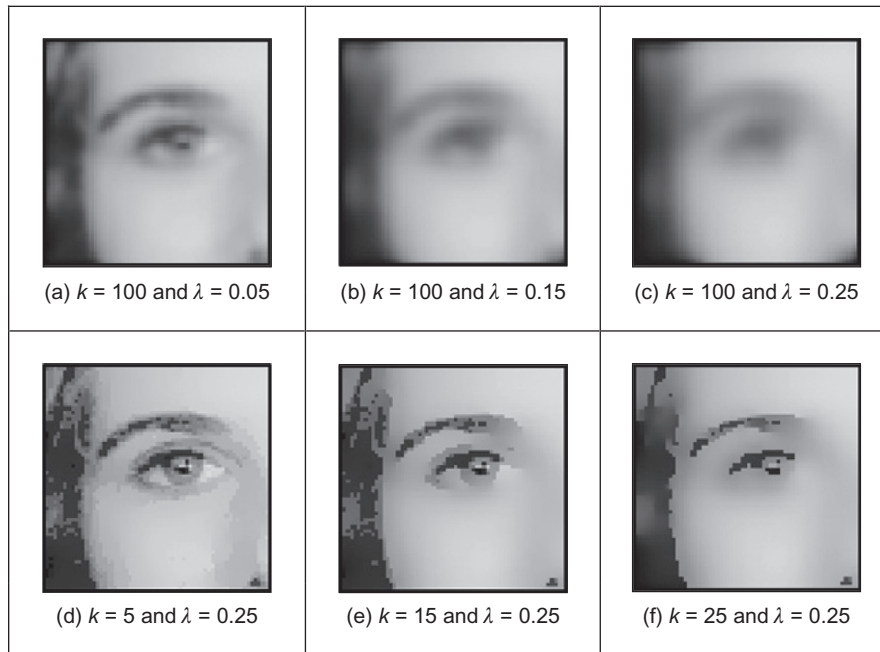 (a) k = 100 and λ = 0.05
(b) k = 100 and λ = 0.15
(c) k = 100 and λ = 0.25
(d) k = 5 and λ = 0.25
(e) k = 15 and λ = 0.25
(f) k = 25 and λ = 0.25